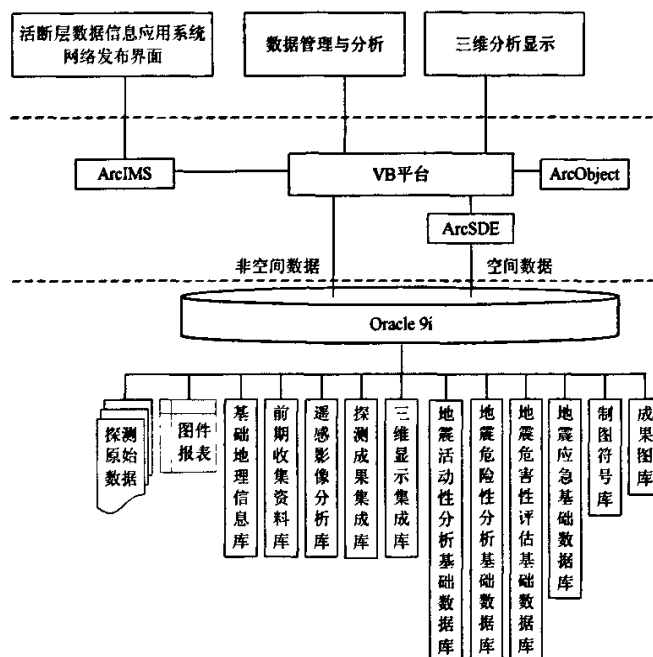 活断层数据信息应用系统
网络发布界面
数据管理与分析
三维分析显示
ArcIMS
VB平台
ArcObject
ArcSDE
非空间数据
空间数据
Oracle 9i
探测
原始
数据
图件
报表
基础地理信息库
前期收集资料库
遥感影像分析库
探测成果集成库
三维显示集成库
地震活动性分析基础数据库
地震危险性分析基础数据库
地震危害性评估基础数据库
地震应急基础数据库
制图符号库
成果图库